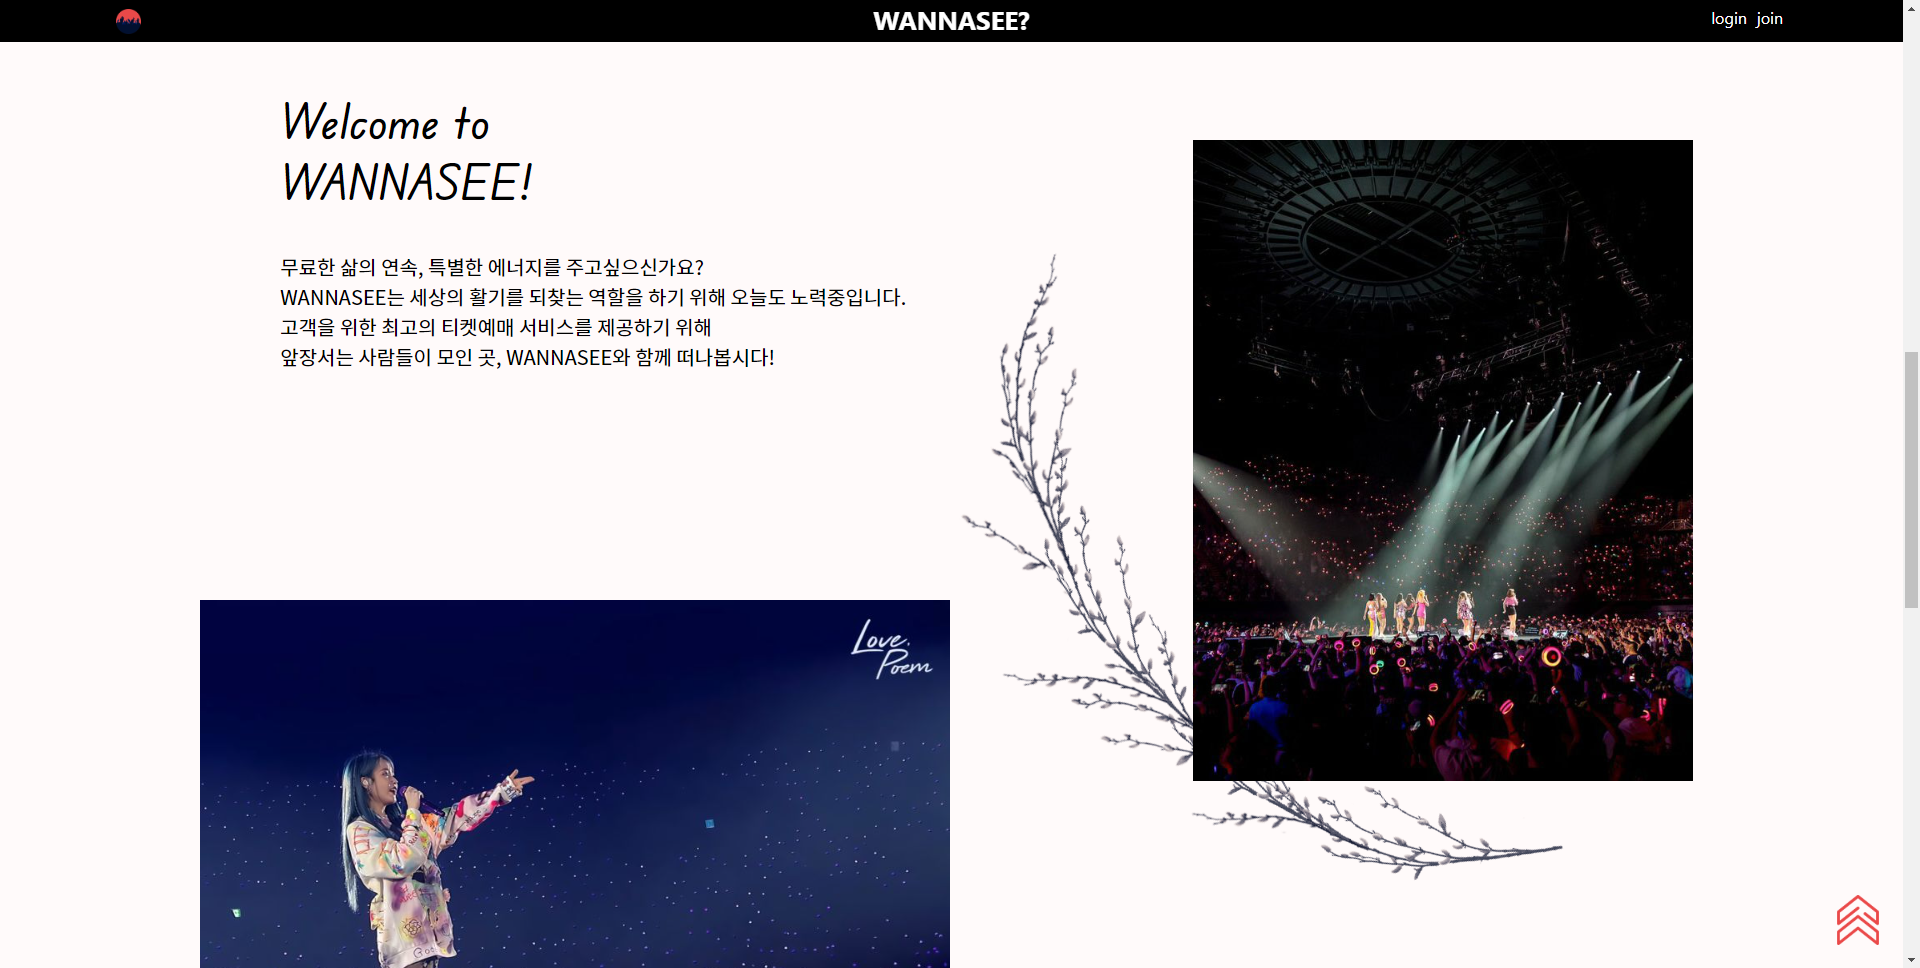 WANNASEE?
login join
Welcome to
WANNASEE!
무료한 삶의 연속, 특별한 에너지를 주고싶으신가요?
WANNASEE는 세상의 활기를 되찾는 역할을 하기 위해 오늘도 노력중입니다.
고객을 위한 최고의 티켓예매 서비스를 제공하기 위해
앞장서는 사람들이 모인 곳, WANNASEE와 함께 떠나봅시다!
Love,
Poem